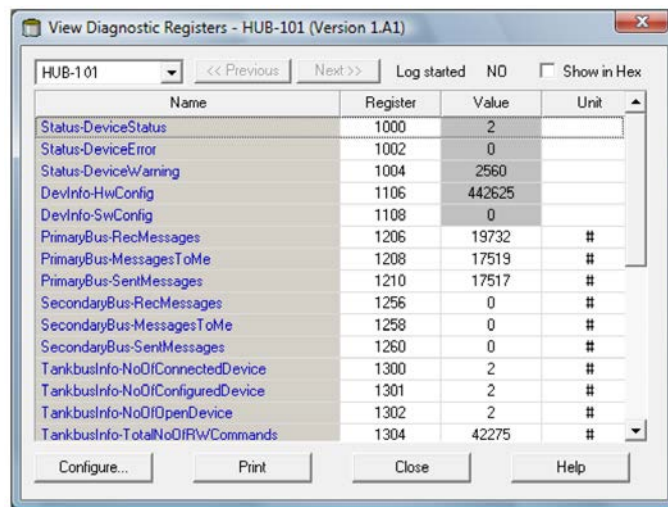 View Diagnostic Registers - HUB-101 (Version 1.A1)
HUB-101 << Previous Next >> Log started NO Show in Hex
Name Register Value Unit
Status-DeviceStatus 1000 2
Status-DeviceError 1002 0
Status-DeviceWarning 1004 2560
DevInfo-HwConfig 1106 442625
DevInfo-SwConfig 1108 0
PrimaryBus-RecMessages 1206 19732 #
PrimaryBus-MessagesToMe 1208 17519 #
PrimaryBus-SentMessages 1210 17517 #
SecondaryBus-RecMessages 1256 0 #
SecondaryBus-MessagesToMe 1258 0 #
SecondaryBus-SentMessages 1260 0 #
TankbusInfo-NoOfConnectedDevice 1300 2 #
TankbusInfo-NoOfConfiguredDevice 1301 2 #
TankbusInfo-NoOfOpenDevice 1302 2 #
TankbusInfo-TotalNoOfRWCommands 1304 42275 #
Configure... Print Close Help